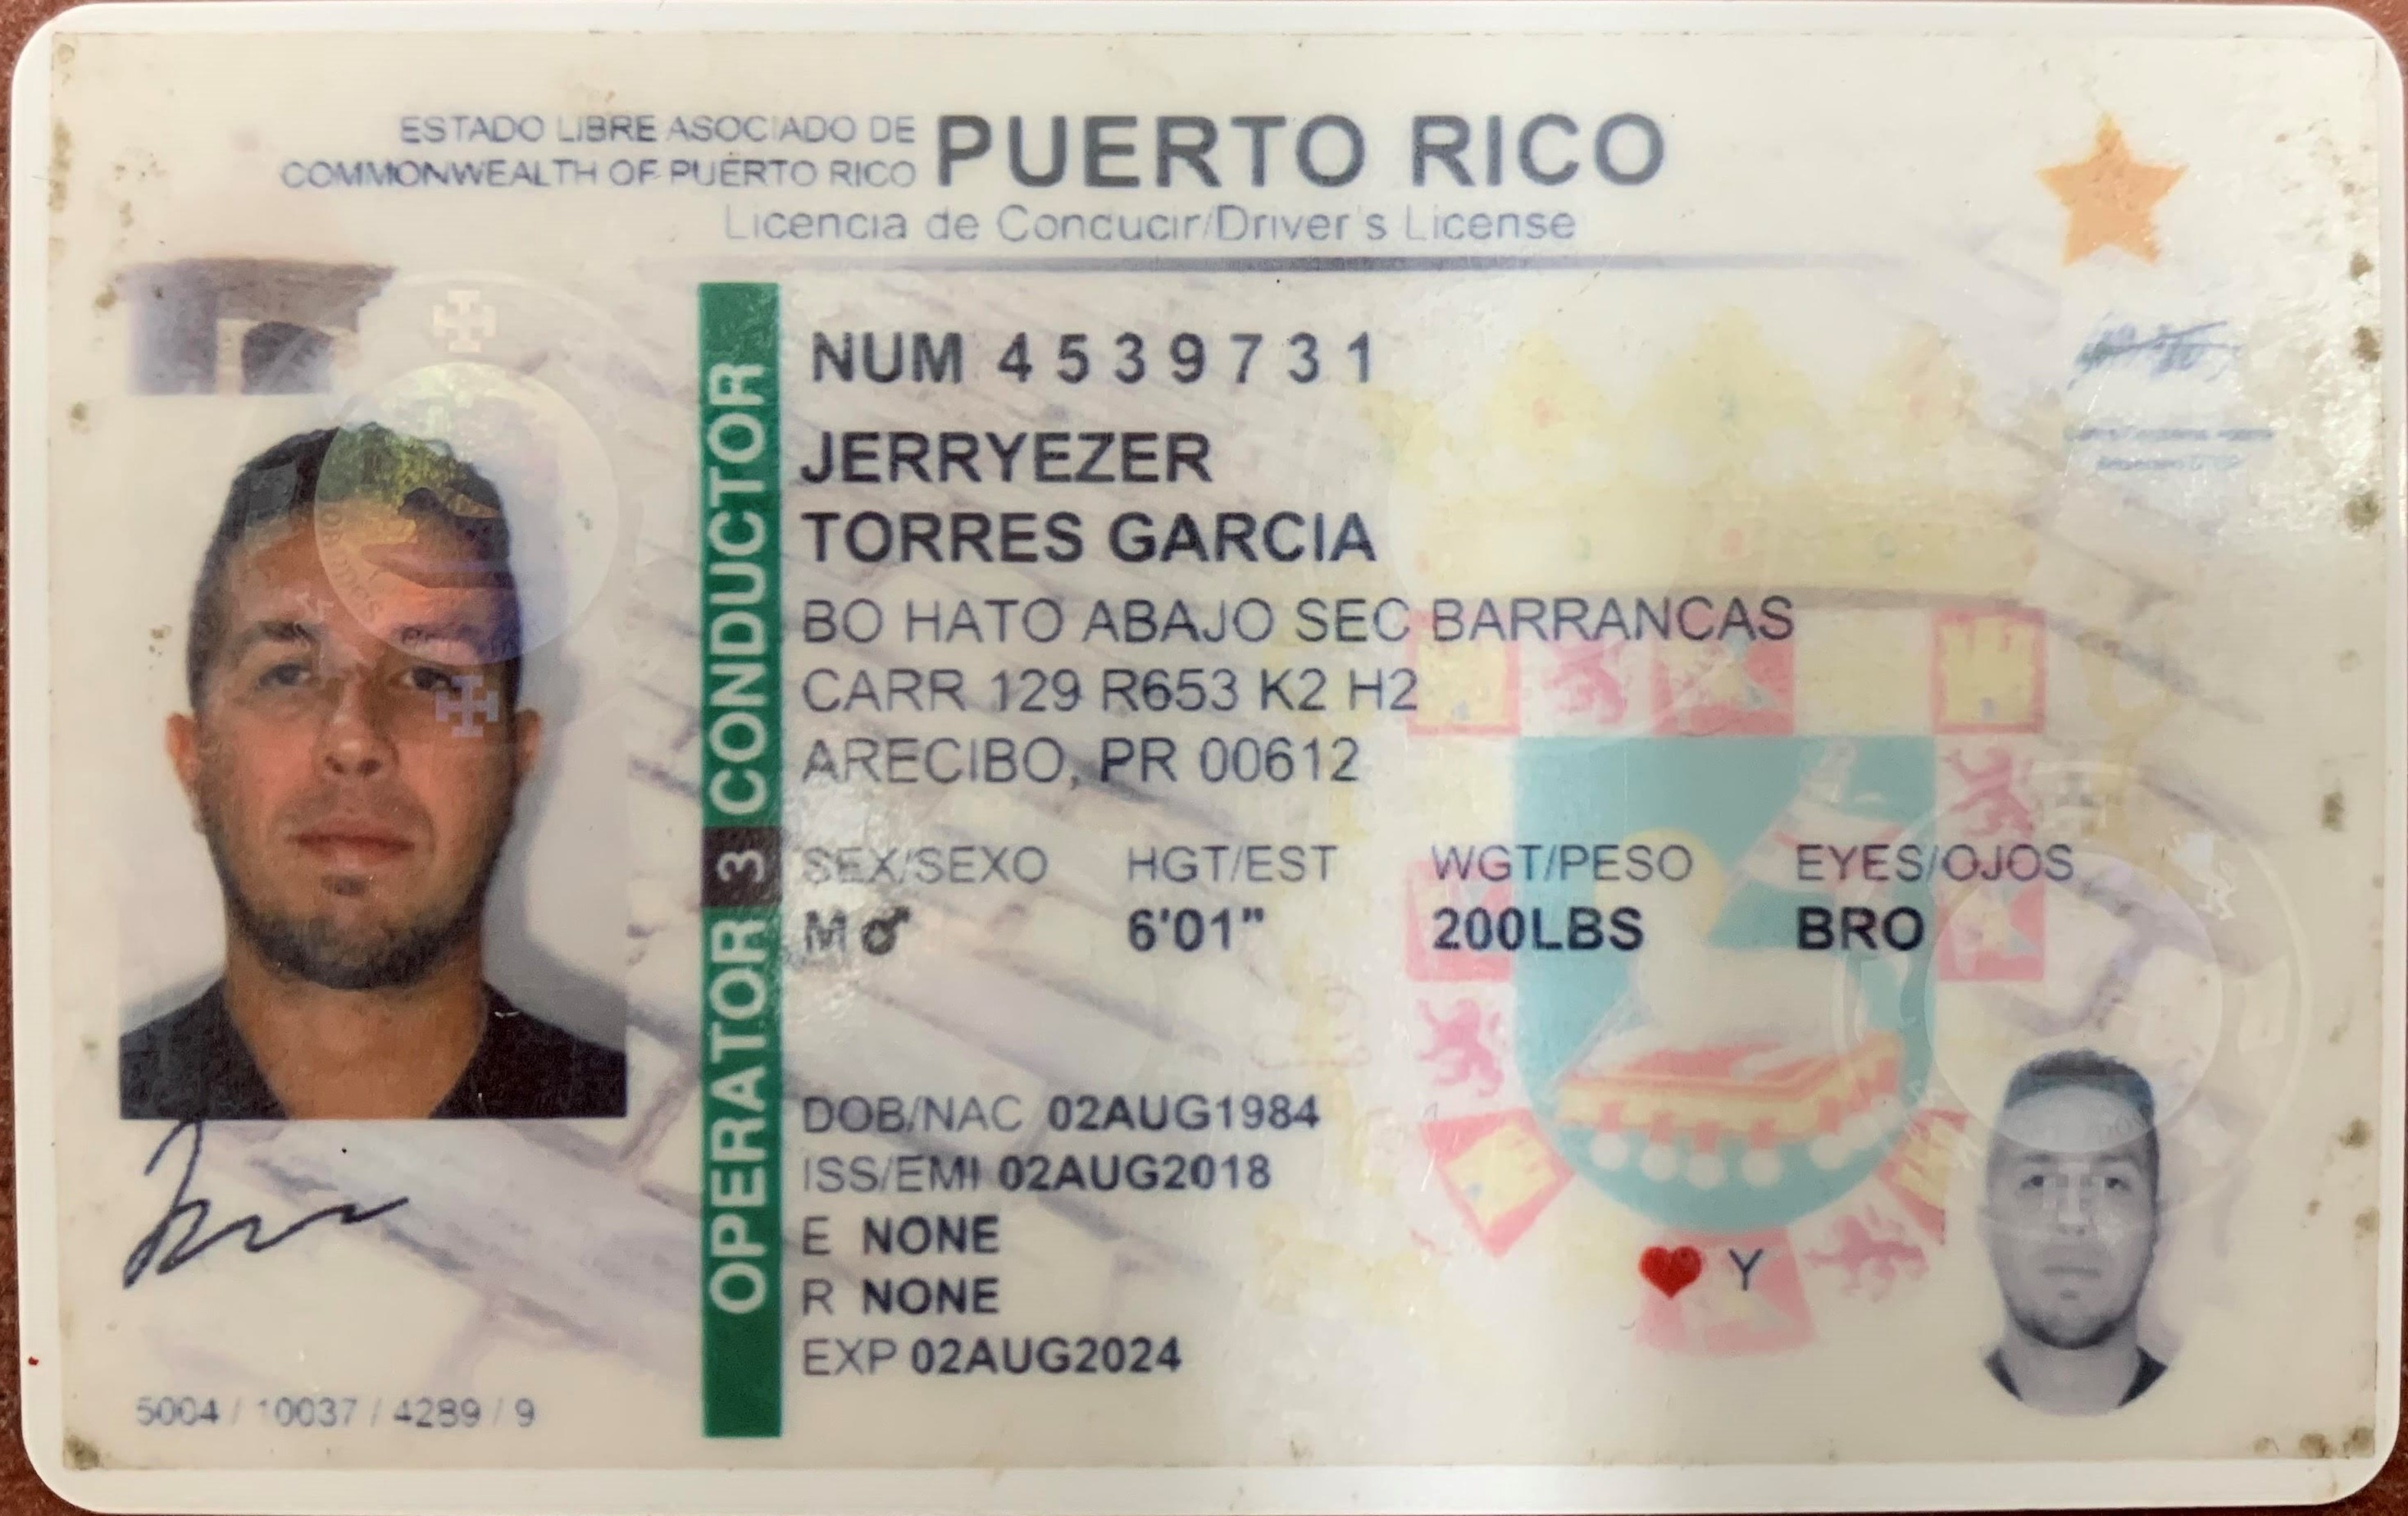 ESTADO LIBRE ASOCIADO DE
COMMONWEALTH OF PUERTO RICO
PUERTO RICO
Licencia de Conducir/Driver's License
OPERATOR 3 CONDUCTOR
NUM 4539731
JERRYEZER
TORRES GARCIA
BO HATO ABAJO SEC BARRANCAS
CARR 129 R653 K2 H2
ARECIBO, PR 00612
SEX/SEXO HGT/EST WGT/PESO EYES/OJOS
M♂ 6'01" 200LBS BRO
DOB/NAC 02AUG1984
ISS/EMI 02AUG2018
E NONE
R NONE
EXP 02AUG2024
♥ Y
5004 / 10037 / 4289 / 9